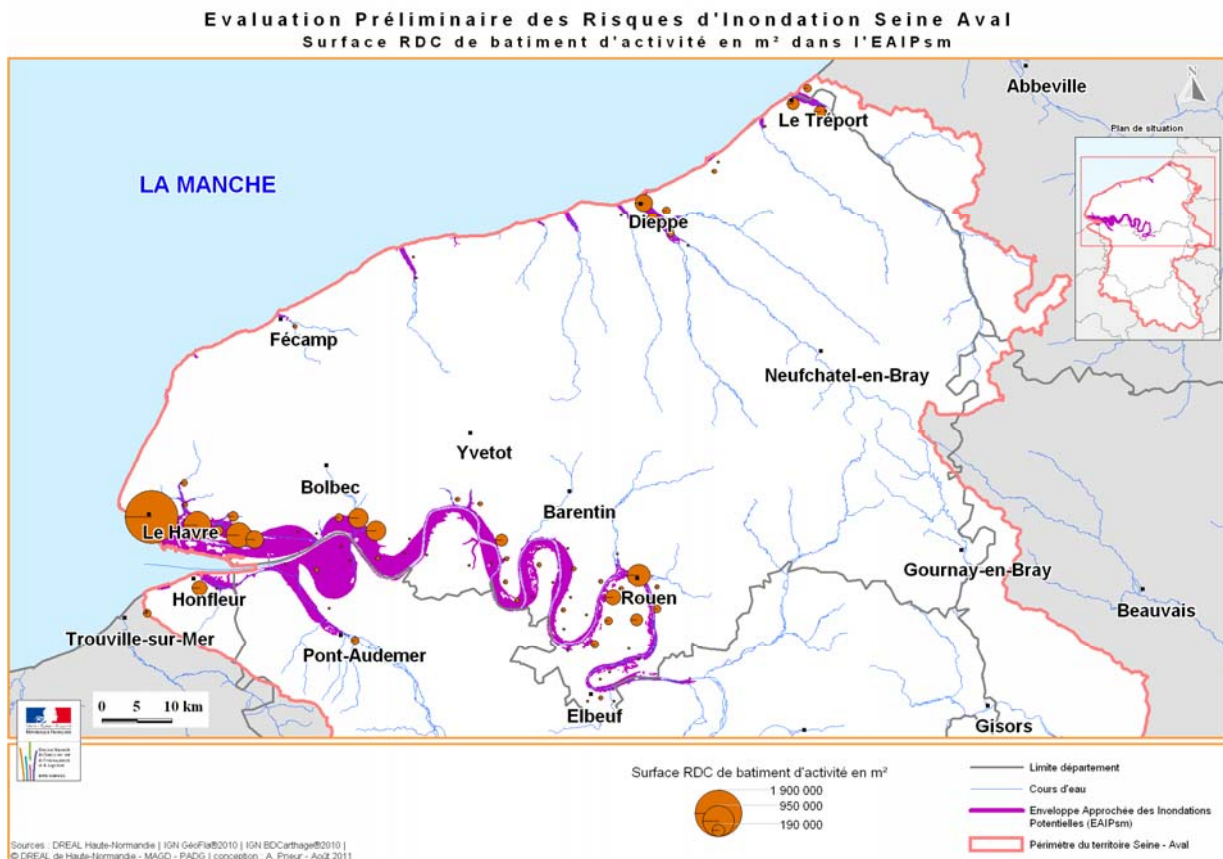 Evaluation Préliminaire des Risques d'Inondation Seine Aval
Surface RDC de batiment d'activité en m² dans l'EAIPsm
Abbeville
Le Tréport
N
Plan de situation
LA MANCHE
Dieppe
Fécamp
Neufchatel-en-Bray
Yvetot
Bolbec
Barentin
Le Havre
Gournay-en-Bray
Rouen
Honfleur
Beauvais
Trouville-sur-Mer
Pont-Audemer
0 5 10 km
Elbeuf
Gisors
RÉPUBLIQUE FRANÇAISE
Surface RDC de batiment d'activité en m²
1 900 000
950 000
190 000
Limite département
Cours d'eau
Enveloppe Approchée des Inondations
Potentielles (EAIPsm)
Périmètre du territoire Seine - Aval
Sources : DREAL Haute-Normandie | IGN GéoFla®2010 | IGN BDCarthage®2010 |
© DREAL de Haute-Normandie - MAGD - PADG | conception : A. Prieur - Août 2011